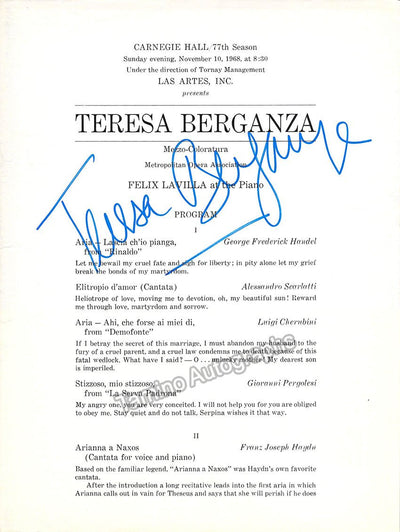 CARNEGIE HALL/77th Season
Sunday evening, November 10, 1968, at 8:30
Under the direction of Tornay Management
LAS ARTES, INC.
presents
TERESA BERGANZA
Mezzo-Coloratura
Metropolitan Opera Association
FELIX LAVILLA at the Piano
Teresa Berganza
PROGRAM
I
Aria – Lascia ch'io pianga, George Frederick Handel
from "Rinaldo"
Let me bewail my cruel fate and sigh for liberty; in pity alone let my grief
break the bonds of my martyrdom.
Elitropio d'amor (Cantata) Alessandro Scarlatti
Heliotrope of love, moving me to devotion, oh, my beautiful sun! Reward
me through love, martyrdom and sorrow.
Aria – Ahi, che forse ai miei di, Luigi Cherubini
from "Demofonte"
If I betray the secret of this marriage, I must abandon my husband to the
fury of a cruel parent, and a cruel law condemns me to death because of this
fatal wedlock. What have I said? – O... unlucky mother! My dearest son
is imperiled.
Stizzoso, mio stizzoso, Giovanni Pergolesi
from "La Serva Padrona"
My angry one, you are very conceited. I will not help you for you are obliged
to obey me. Stay quiet and do not talk. Serpina wishes it that way.
Tamino Autographs
II
Arianna a Naxos Franz Joseph Haydn
(Cantata for voice and piano)
Based on the familiar legend, "Arianna a Naxos" was Haydn's own favorite
cantata.
After the introduction a long recitative leads into the first aria in which
Arianna calls out in vain for Theseus and says that she will perish if he does